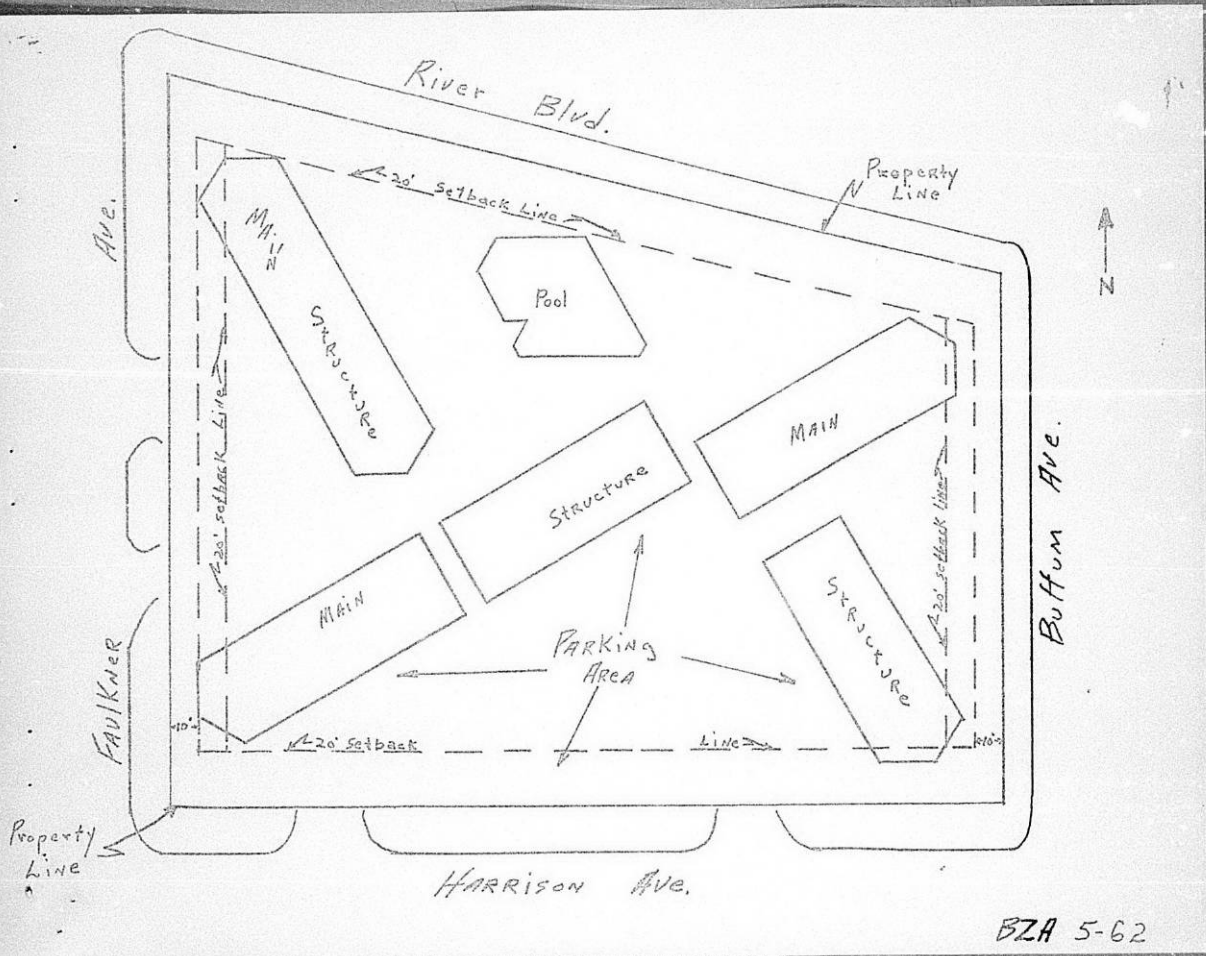 River Blvd.
Property
Line
20' Setback Line
Ave.
MAIN
STRUCTURE
Pool
N
MAIN
20' Setback Line
STRUCTURE
Buffum Ave.
20' Setback Line
MAIN
STRUCTURE
PARKING
AREA
FAULKNER
10'
20' Setback
Line
10'
Property
Line
HARRISON AVE.
BZA 5-62